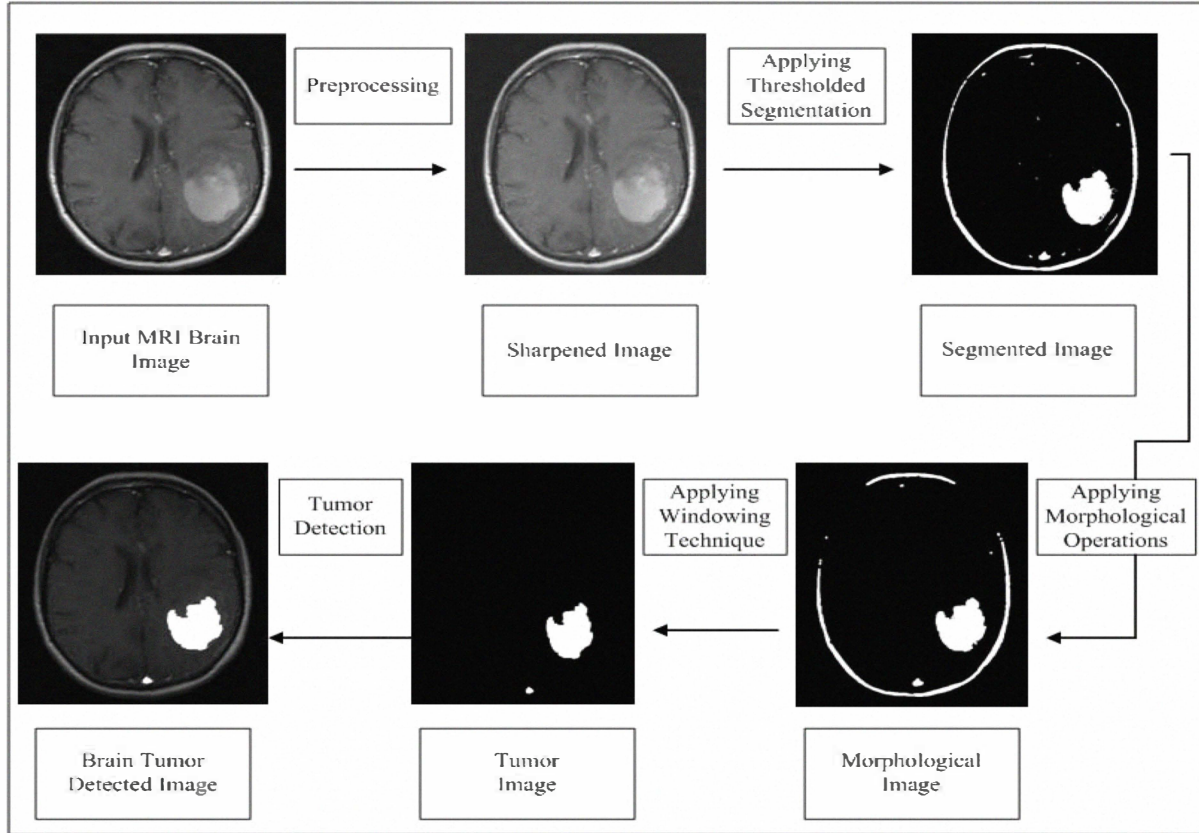 Preprocessing
Applying
Thresholded
Segmentation
Input MRI Brain
Image
Sharpened Image
Segmented Image
Applying
Morphological
Operations
Applying
Windowing
Technique
Tumor
Detection
Morphological
Image
Tumor
Image
Brain Tumor
Detected Image